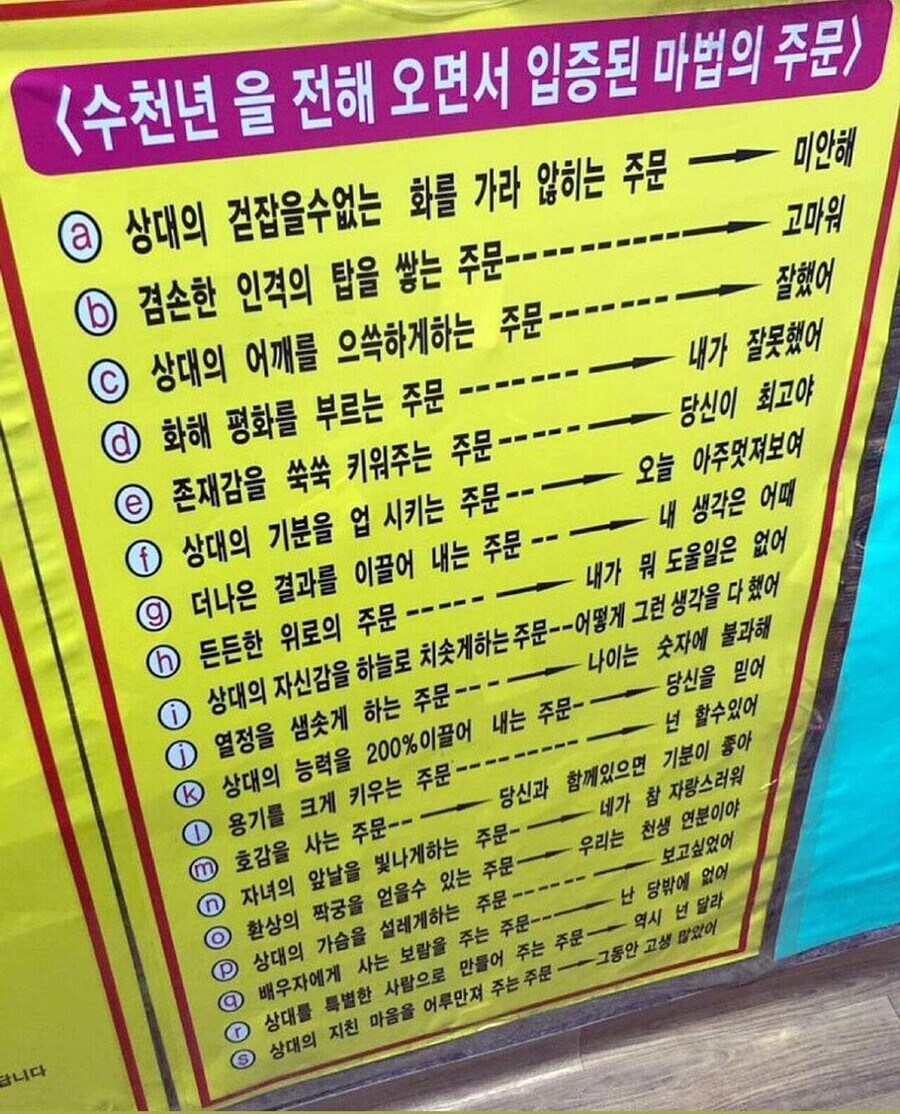 <수천년 을 전해 오면서 입증된 마법의 주문>
ⓐ 상대의 걷잡을수없는 화를 가라 않히는 주문 → 미안해
ⓑ 겸손한 인격의 탑을 쌓는 주문-----→ 고마워
ⓒ 상대의 어깨를 으쓱하게하는 주문-----→ 잘했어
ⓓ 화해 평화를 부르는 주문 -----→ 내가 잘못했어
ⓔ 존재감을 쑥쑥 키워주는 주문 ----→ 당신이 최고야
ⓕ 상대의 기분을 업 시키는 주문 --→ 오늘 아주멋져보여
ⓖ 더나은 결과를 이끌어 내는 주문 --→ 내 생각은 어때
ⓗ 든든한 위로의 주문 -----→ 내가 뭐 도울일은 없어
ⓘ 상대의 자신감을 하늘로 치솟게하는 주문--어떻게 그런 생각을 다 했어
ⓙ 열정을 샘솟게 하는 주문---→ 나이는 숫자에 불과해
ⓚ 상대의 능력을 200%이끌어 내는 주문-→ 당신을 믿어
ⓛ 용기를 크게 키우는 주문------→ 넌 할수있어
ⓜ 호감을 사는 주문--→ 당신과 함께있으면 기분이 좋아
ⓝ 자녀의 앞날을 빛나게하는 주문-→ 네가 참 자랑스러워
ⓞ 환상의 짝궁을 얻을수 있는 주문→ 우리는 천생 연분이야
ⓟ 상대의 가슴을 설레게하는 주문------→ 보고싶었어
ⓠ 배우자에게 사는 보람을 주는 주문---→ 난 당밖에 없어
ⓡ 상대를 특별한 사람으로 만들어 주는 주문 → 역시 넌 달라
ⓢ 상대의 지친 마음을 어루만져 주는주문 → 그동안 고생 많았어
답니다